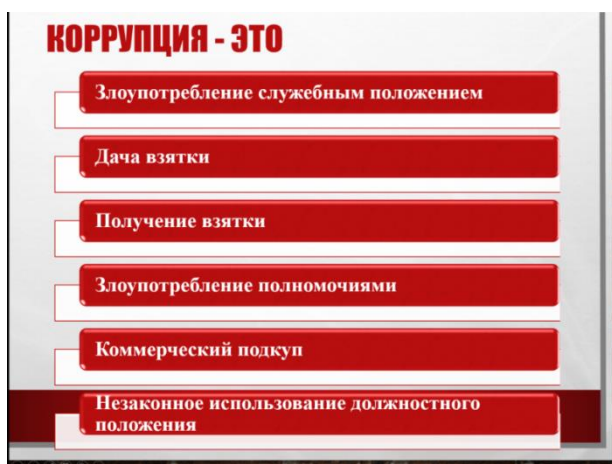 КОРРУПЦИЯ - ЭТО
Злоупотребление служебным положением
Дача взятки
Получение взятки
Злоупотребление полномочиями
Коммерческий подкуп
Незаконное использование должностного
положения